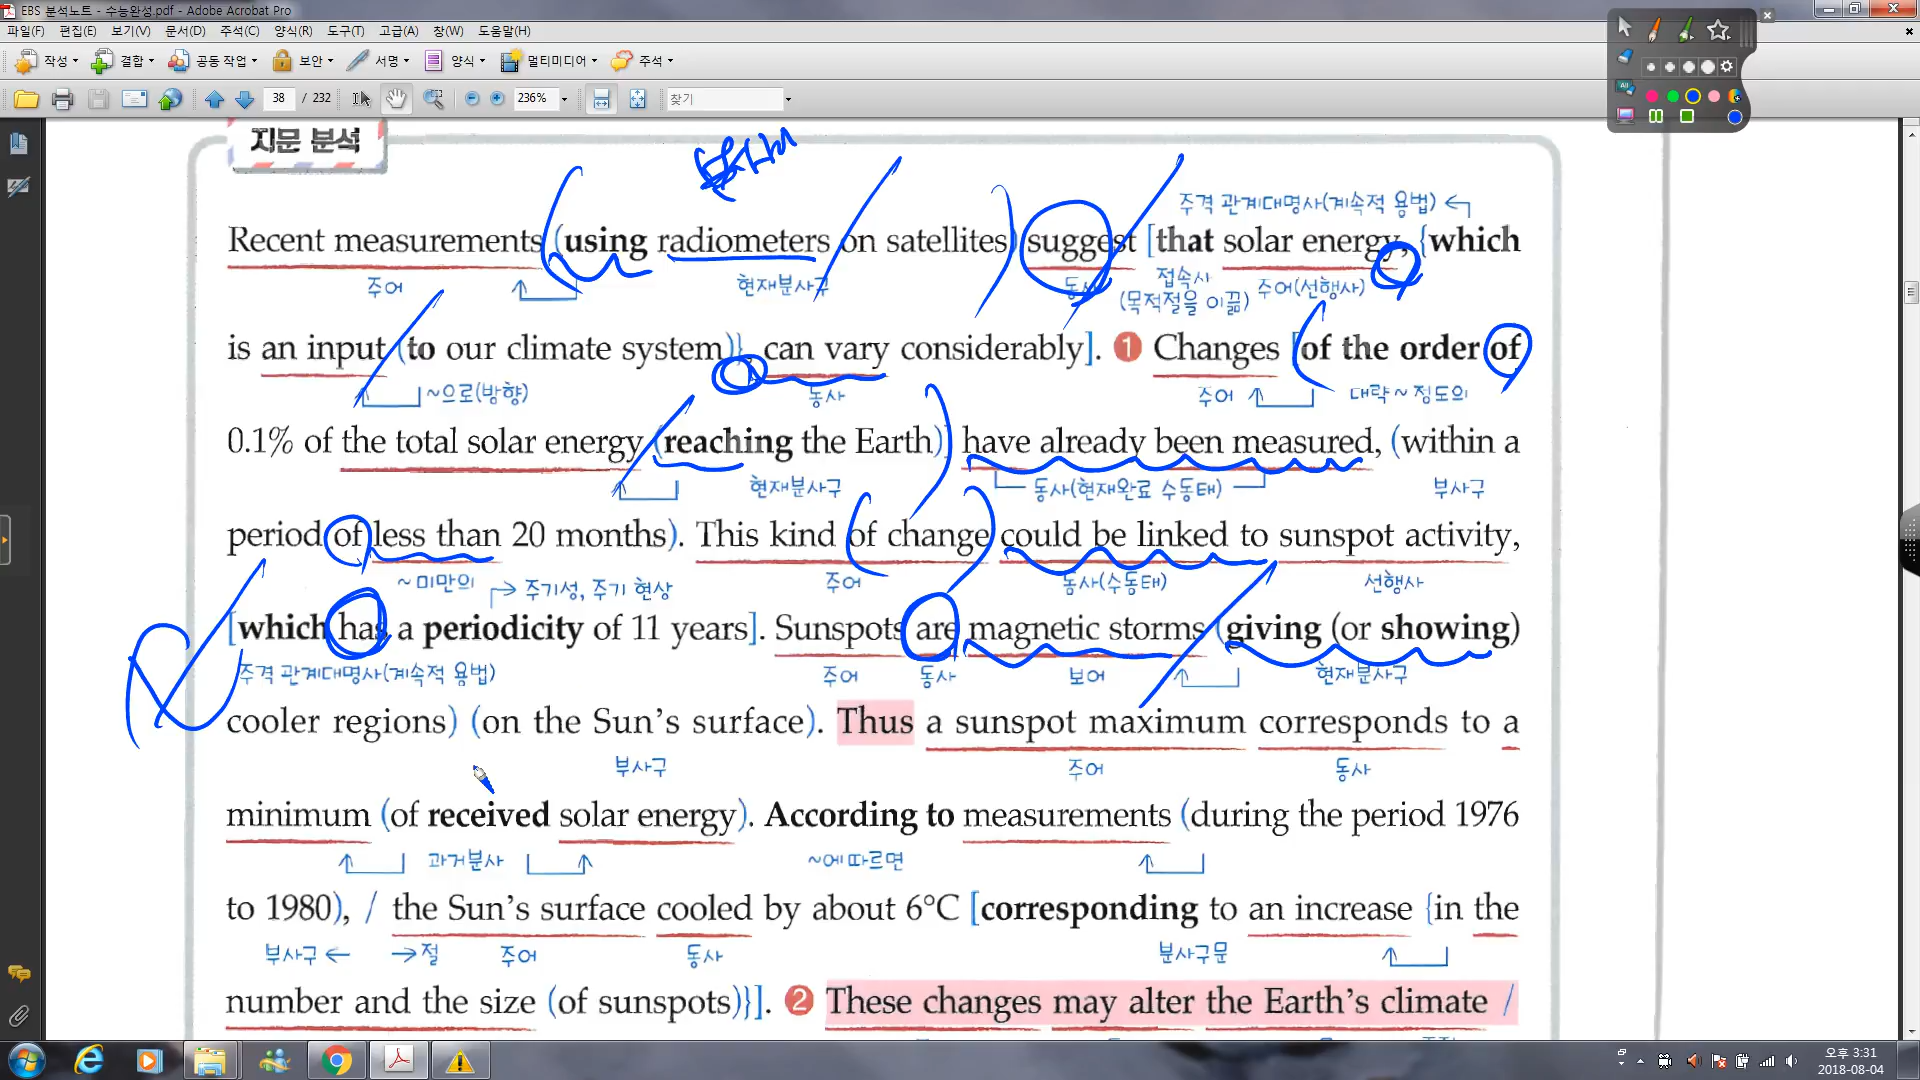 EBS 분석노트 - 수능완성.pdf - Adobe Acrobat Pro
파일(F) 편집(E) 보기(V) 문서(D) 주석(C) 양식(R) 도구(T) 고급(A) 창(W) 도움말(H)
작성 결합 공동 작업 보안 서명 양식 멀티미디어 주석
38 / 232 236% 찾기
지문 분석
주격 관계대명사(계속적 용법)
Recent measurements (using radiometers on satellites) suggest [that solar energy, {which
주어 현재분사구 동사 접속사 주어(선행사)
(목적절을 이끎)
is an input (to our climate system)}, can vary considerably]. 1 Changes [of the order of
~으로(방향) 동사 주어 대략 ~ 정도의
0.1% of the total solar energy (reaching the Earth)] have already been measured, (within a
현재분사구 동사(현재완료 수동태) 부사구
period of less than 20 months). This kind of change could be linked to sunspot activity,
~ 미만의 주기성, 주기 현상 주어 동사(수동태) 선행사
[which has a periodicity of 11 years]. Sunspots are magnetic storms (giving (or showing)
주격 관계대명사(계속적 용법) 주어 동사 보어 현재분사구
cooler regions) (on the Sun's surface). Thus a sunspot maximum corresponds to a
부사구 주어 동사
minimum (of received solar energy). According to measurements (during the period 1976
과거분사 ~에 따르면
to 1980), / the Sun's surface cooled by about 6°C [corresponding to an increase {in the
부사구 절 주어 동사 분사구문
number and the size (of sunspots)}]. 2 These changes may alter the Earth's climate /
오후 3:31
2018-08-04